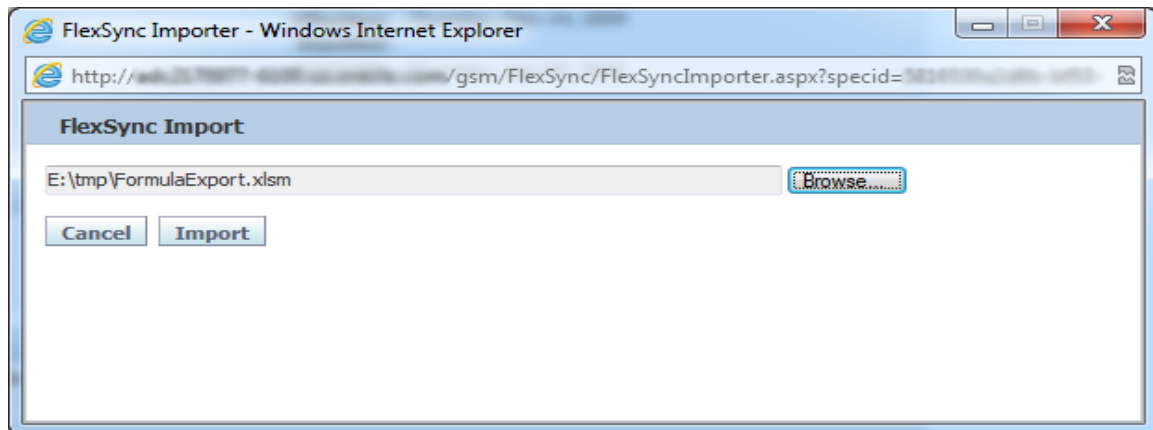 FlexSync Importer - Windows Internet Explorer
http:// /gsm/FlexSync/FlexSyncImporter.aspx?specid=
FlexSync Import
E:\tmp\FormulaExport.xlsm Browse...
Cancel Import